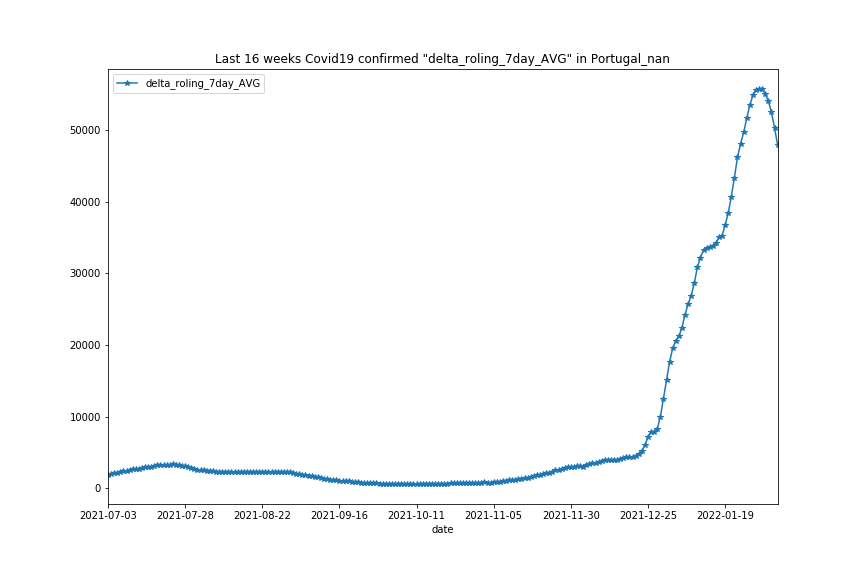 Last 16 weeks Covid19 confirmed "delta_roling_7day_AVG" in Portugal_nan
delta_roling_7day_AVG
50000
40000
30000
20000
10000
0
2021-07-03 2021-07-28 2021-08-22 2021-09-16 2021-10-11 2021-11-05 2021-11-30 2021-12-25 2022-01-19
date